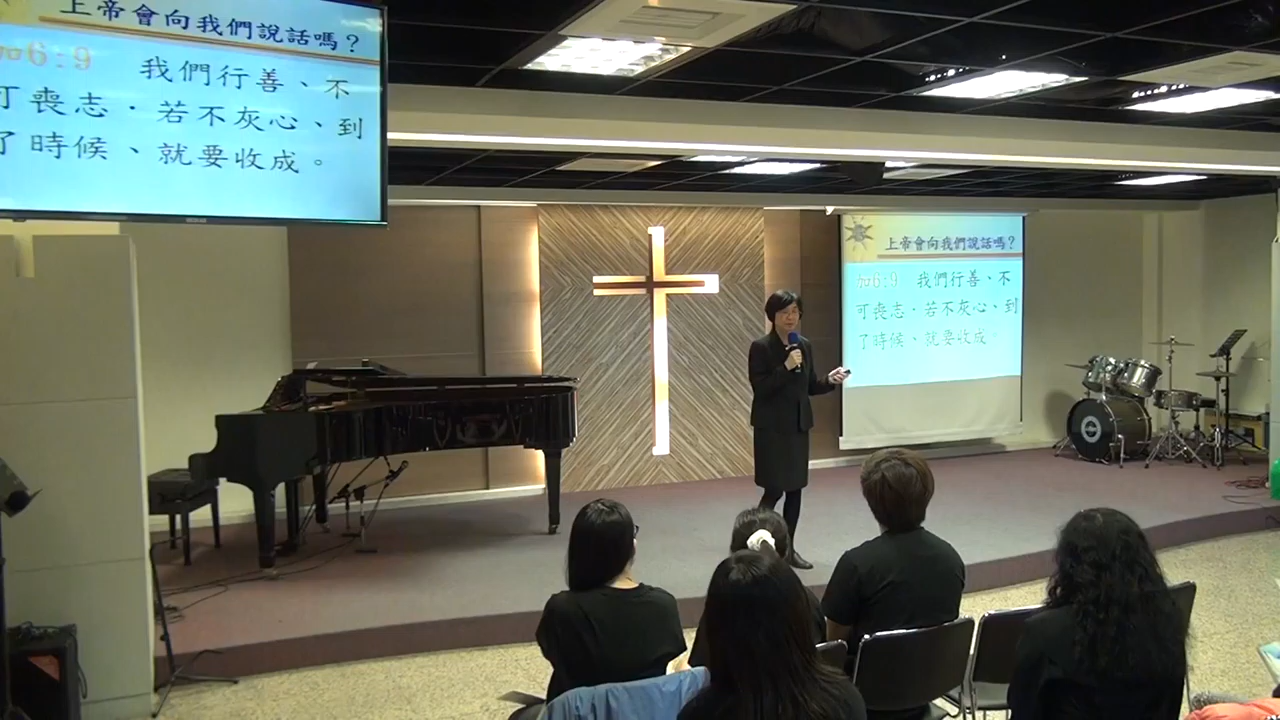 上帝會向我們說話嗎？
加6:9 我們行善、不
可喪志．若不灰心、到
了時候、就要收成。
上帝會向我們說話嗎？
加6:9 我們行善、不
可喪志．若不灰心、到
了時候、就要收成。